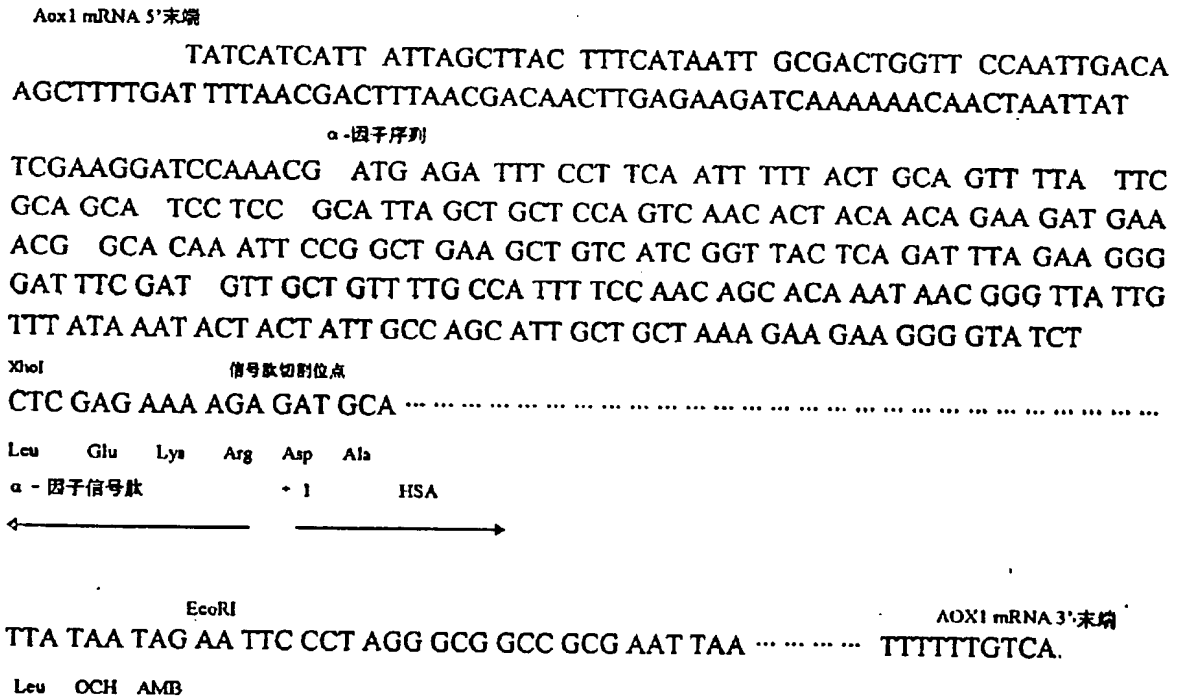 Aox1 mRNA 5'末端
TATCATCATT ATTAGCTTAC TTTCATAATT GCGACTGGTT CCAATTGACA
AGCTTTTGAT TTTAACGACTTTAACGACAACTTGAGAAGATCAAAAAACAACTAATTAT
α-因子序列
TCGAAGGATCCAAACG ATG AGA TTT CCT TCA ATT TTT ACT GCA GTT TTA TTC
GCA GCA TCC TCC GCA TTA GCT GCT CCA GTC AAC ACT ACA ACA GAA GAT GAA
ACG GCA CAA ATT CCG GCT GAA GCT GTC ATC GGT TAC TCA GAT TTA GAA GGG
GAT TTC GAT GTT GCT GTT TTG CCA TTT TCC AAC AGC ACA AAT AAC GGG TTA TTG
TTT ATA AAT ACT ACT ATT GCC AGC ATT GCT GCT AAA GAA GAA GGG GTA TCT
XhoI 信号肽切割位点
CTC GAG AAA AGA GAT GCA ……………………………………………………………………
Leu Glu Lys Arg Asp Ala
α - 因子信号肽 + 1 HSA
EcoRI AOX1 mRNA 3'末端
TTA TAA TAG AA TTC CCT AGG GCG GCC GCG AAT TAA ………… TTTTTTGTCA.
Leu OCH AMB